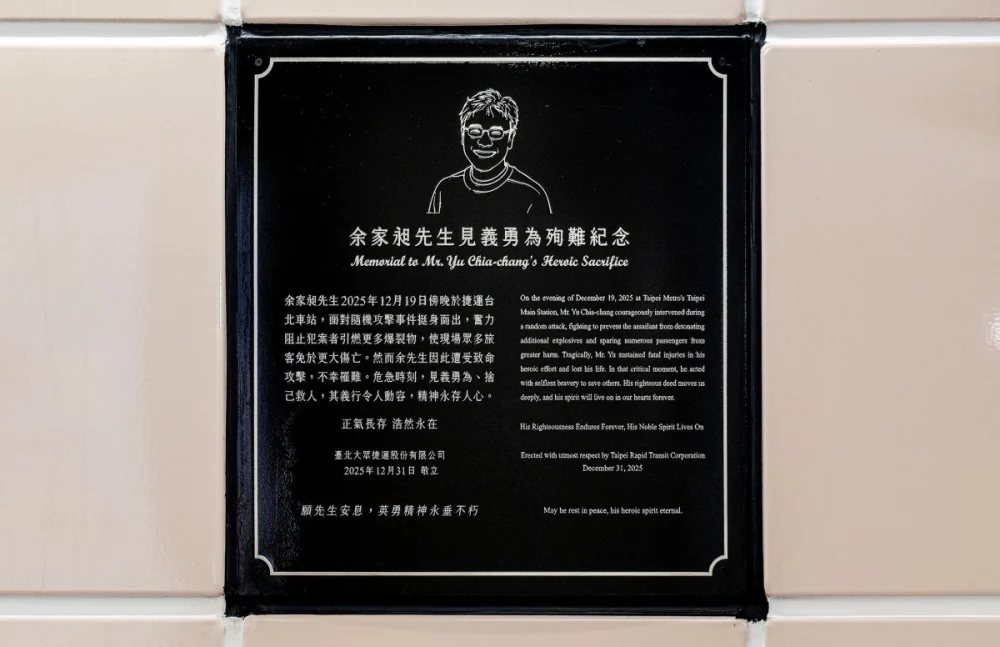 余家昶先生見義勇為殉難紀念
Memorial to Mr. Yu Chia-chang's Heroic Sacrifice
余家昶先生2025年12月19日傍晚於捷運台
北車站，面對隨機攻擊事件挺身而出，奮力
阻止犯案者引燃更多爆裂物，使現場眾多旅
客免於更大傷亡。然而余先生因此遭受致命
攻擊，不幸罹難。危急時刻，見義勇為、捨
己救人，其義行令人動容，精神永存人心。
正氣長存 浩然永在
臺北大眾捷運股份有限公司
2025年12月31日 敬立
願先生安息，英勇精神永垂不朽
On the evening of December 19, 2025 at Taipei Metro's Taipei
Main Station, Mr. Yu Chia-chang courageously intervened during
a random attack, fighting to prevent the assailant from detonating
additional explosives and sparing numerous passengers from
greater harm. Tragically, Mr. Yu sustained fatal injuries in his
heroic effort and lost his life. In that critical moment, he acted
with selfless bravery to save others. His righteous deed moves us
deeply, and his spirit will live on in our hearts forever.
His Righteousness Endures Forever, His Noble Spirit Lives On
Erected with utmost respect by Taipei Rapid Transit Corporation
December 31, 2025
May he rest in peace, his heroic spirit eternal.